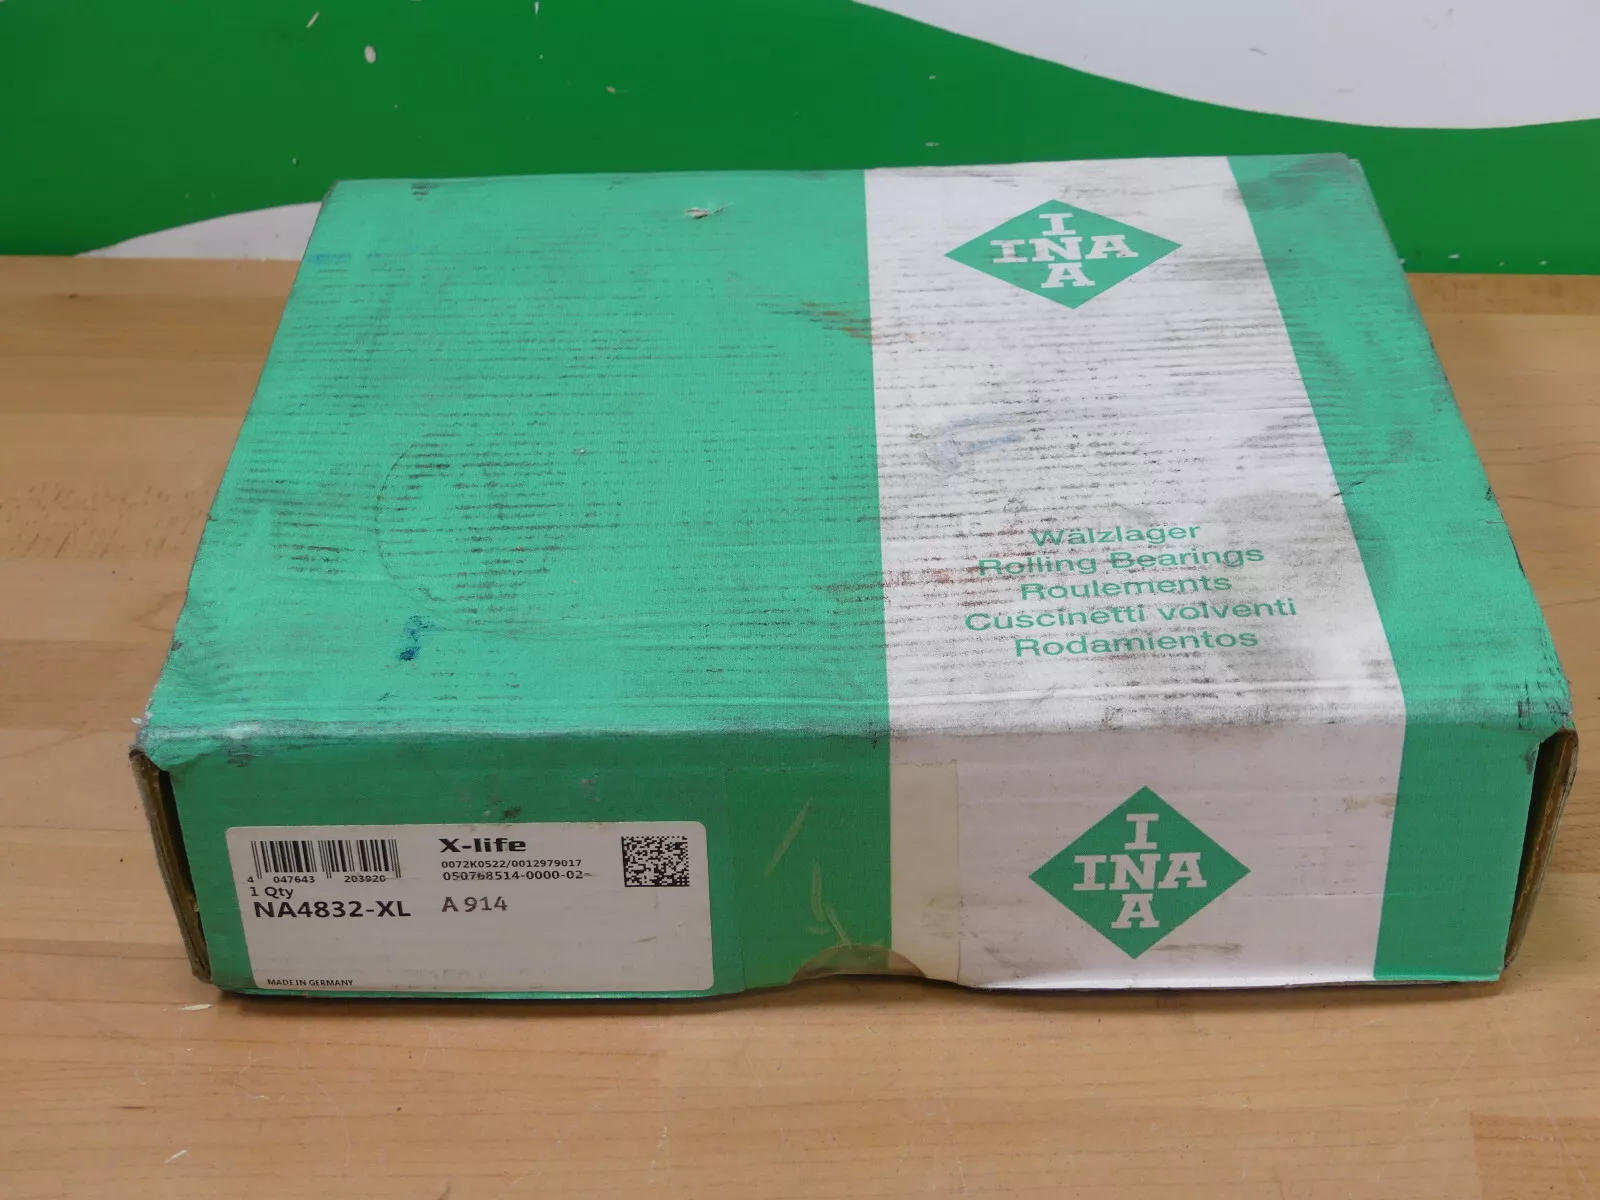 I
INA
A
Wälzlager
Rolling Bearings
Roulements
Cuscinetti volventi
Rodamientos
4 047643 203920
1 Qty
NA4832-XL
X-life
0072K0522/0012979017
050768514-0000-02
A 914
MADE IN GERMANY
I
INA
A